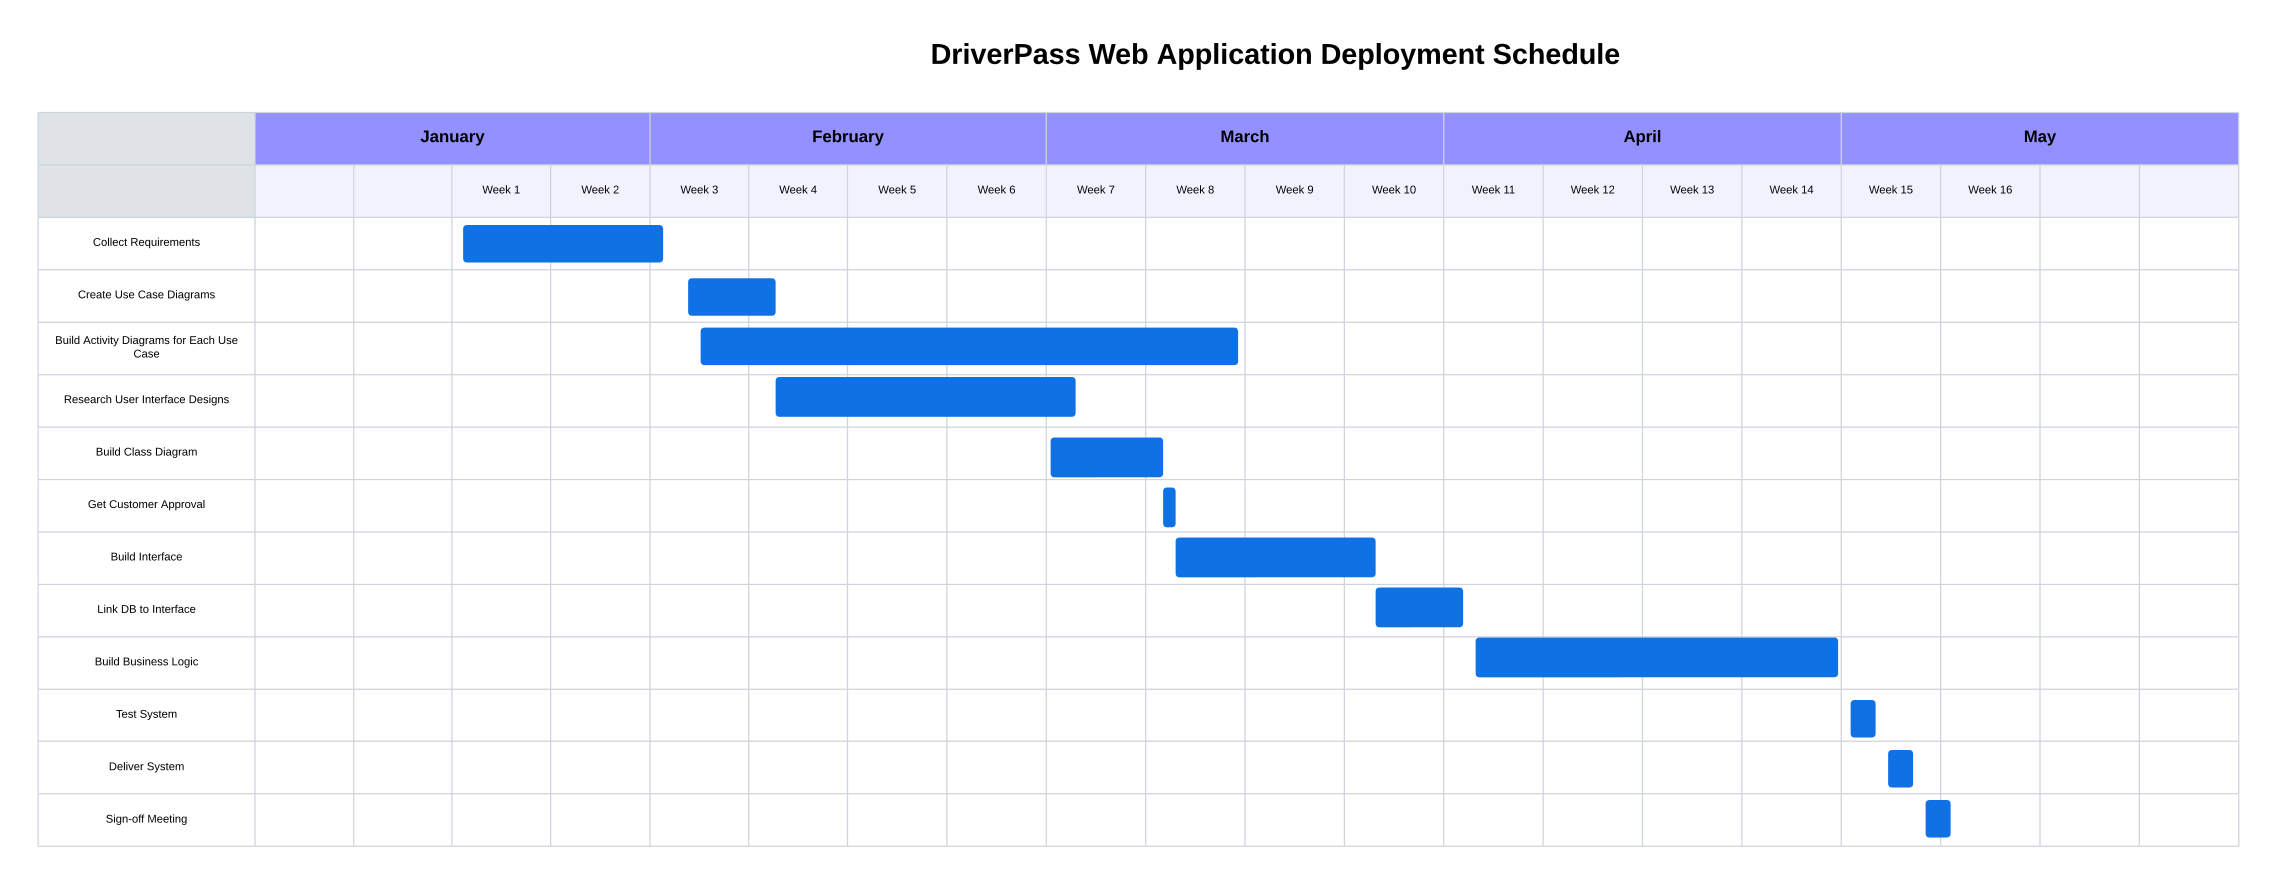 DriverPass Web Application Deployment Schedule
January February March April May
Week 1 Week 2 Week 3 Week 4 Week 5 Week 6 Week 7 Week 8 Week 9 Week 10 Week 11 Week 12 Week 13 Week 14 Week 15 Week 16
Collect Requirements
Create Use Case Diagrams
Build Activity Diagrams for Each Use
Case
Research User Interface Designs
Build Class Diagram
Get Customer Approval
Build Interface
Link DB to Interface
Build Business Logic
Test System
Deliver System
Sign-off Meeting